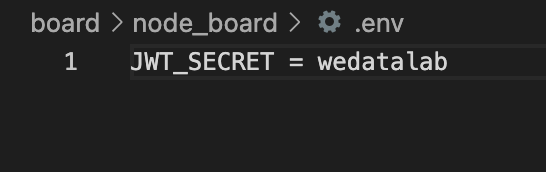 board > node_board > .env
1 JWT_SECRET = wedatalab